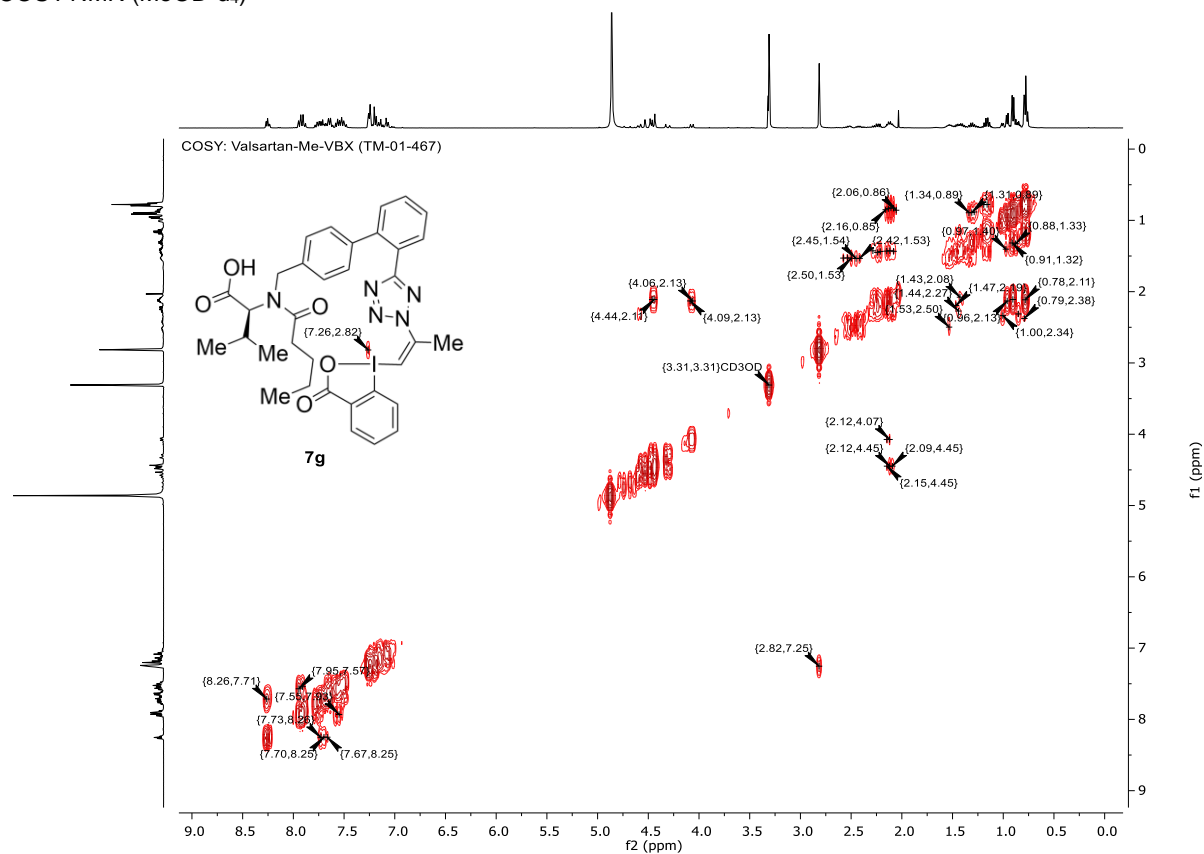 COSY NMR (MeOD-d₄)
COSY: Valsartan-Me-VBX (TM-01-467)
OH
O
N
O
Me
Me
Me
N
N
N
N
Me
O
I
O
7g
{2.06,0.86}
{1.34,0.89}
{1.31,0.89}
{2.16,0.85}
{0.97,1.40}
{0.88,1.33}
{2.45,1.54}
{2.42,1.53}
{0.91,1.32}
{2.50,1.53}
{4.06,2.13}
{1.43,2.08}
{0.78,2.11}
{1.44,2.27}
{1.47,2.19}
{0.79,2.38}
{4.44,2.11}
{4.09,2.13}
{1.53,2.50}
{0.96,2.13}
{1.00,2.34}
{7.26,2.82}
{3.31,3.31}CD3OD
{2.12,4.07}
{2.12,4.45}
{2.09,4.45}
{2.15,4.45}
{2.82,7.25}
{8.26,7.71}
{7.95,7.57}
{7.73,8.26}
{7.70,8.25}
{7.67,8.25}
0
1
2
3
4
5
6
7
8
9
f1 (ppm)
9.0 8.5 8.0 7.5 7.0 6.5 6.0 5.5 5.0 4.5 4.0 3.5 3.0 2.5 2.0 1.5 1.0 0.5 0.0
f2 (ppm)